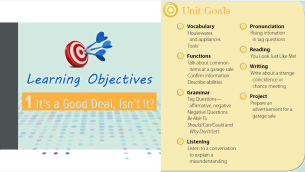 Learning Objectives
1 It's a Good Deal, Isn't It?
Unit Goals
Vocabulary
Housewares
and appliances
Tools
Functions
Talk about common
items at a garage sale
Confirm information
Describe abilities
Grammar
Tag Questions—
affirmative, negative
Negative Questions
Be Able To
Should/Can/Could and
Why Don't/Let's
Listening
Listen to a conversation
to explain a
misunderstanding
Pronunciation
Rising intonation
in tag questions
Reading
You Look Just Like Me!
Writing
Write about a strange
coincidence or
chance meeting
Project
Prepare an
advertisement for a
garage sale